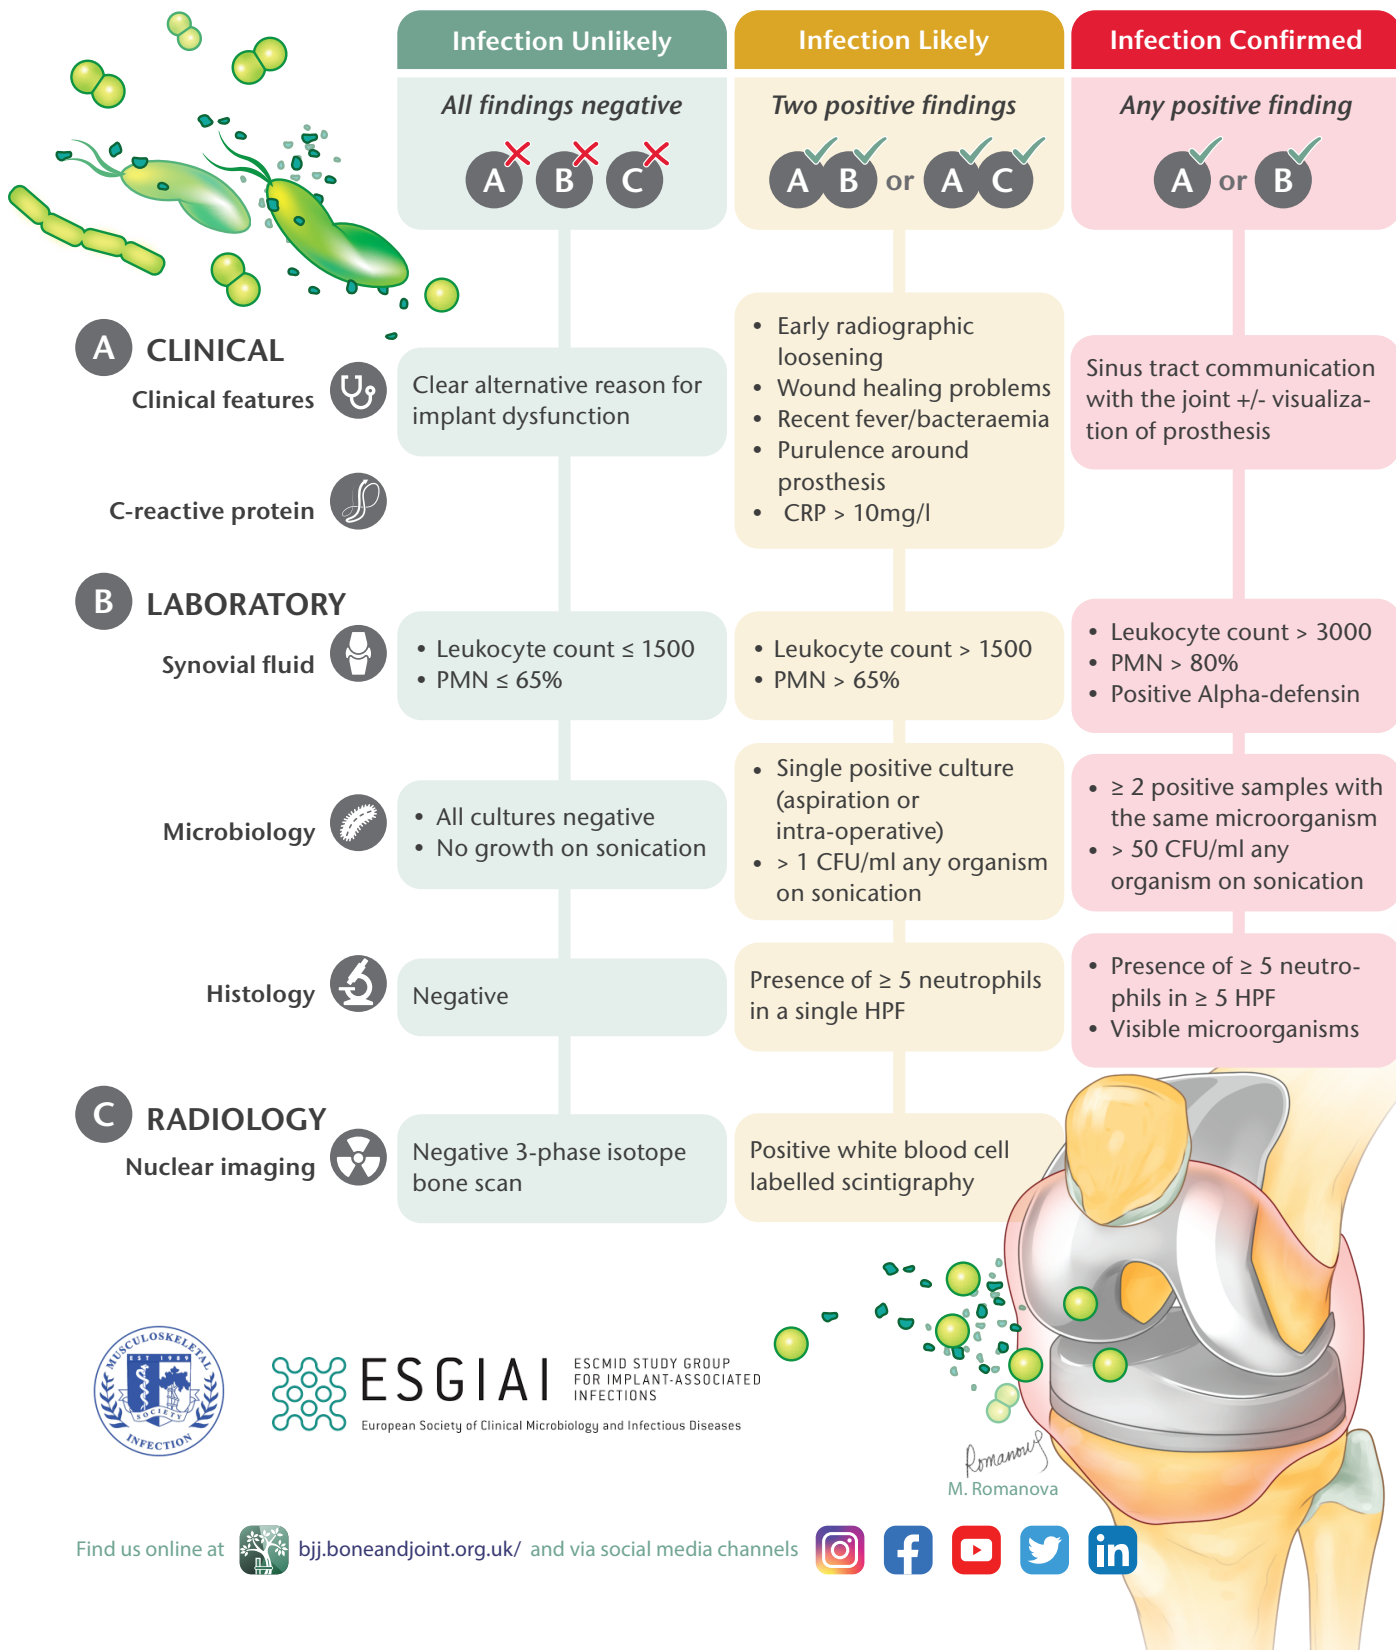 Infection Unlikely
Infection Likely
Infection Confirmed
All findings negative
A B C
Two positive findings
A B or A C
Any positive finding
A or B
A CLINICAL
Clinical features
Clear alternative reason for
implant dysfunction
• Early radiographic
loosening
• Wound healing problems
• Recent fever/bacteraemia
• Purulence around
prosthesis
• CRP > 10mg/l
Sinus tract communication
with the joint +/- visualiza-
tion of prosthesis
C-reactive protein
B LABORATORY
Synovial fluid
• Leukocyte count ≤ 1500
• PMN ≤ 65%
• Leukocyte count > 1500
• PMN > 65%
• Leukocyte count > 3000
• PMN > 80%
• Positive Alpha-defensin
Microbiology
• All cultures negative
• No growth on sonication
• Single positive culture
(aspiration or
intra-operative)
• > 1 CFU/ml any organism
on sonication
• ≥ 2 positive samples with
the same microorganism
• > 50 CFU/ml any
organism on sonication
Histology
Negative
Presence of ≥ 5 neutrophils
in a single HPF
• Presence of ≥ 5 neutro-
phils in ≥ 5 HPF
• Visible microorganisms
C RADIOLOGY
Nuclear imaging
Negative 3-phase isotope
bone scan
Positive white blood cell
labelled scintigraphy
MUSCULOSKELETAL
EST 1989
SOCIETY
INFECTION
ESGIAI
ESCMID STUDY GROUP
FOR IMPLANT-ASSOCIATED
INFECTIONS
European Society of Clinical Microbiology and Infectious Diseases
Romanova
M. Romanova
Find us online at bjj.boneandjoint.org.uk/ and via social media channels